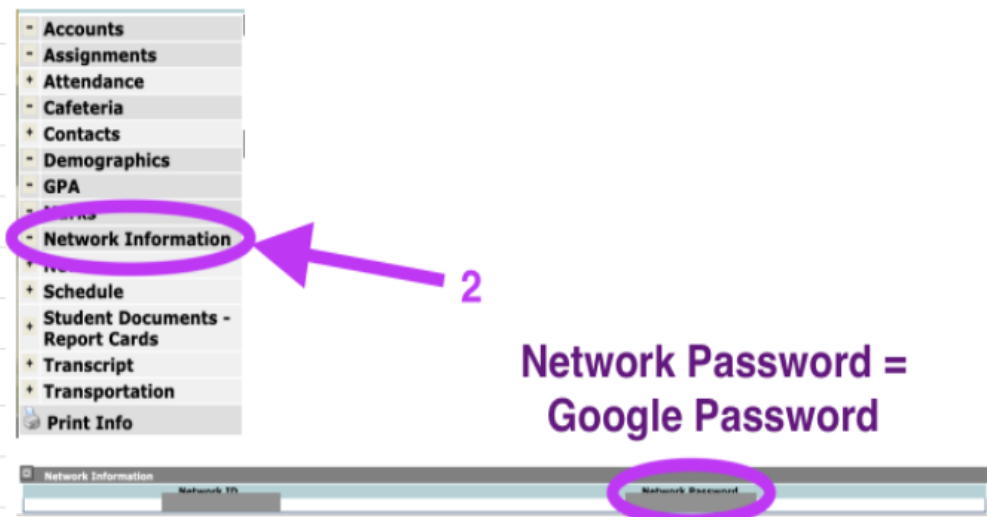 - Accounts
- Assignments
+ Attendance
- Cafeteria
+ Contacts
- Demographics
- GPA
- Marks
- Network Information
+ Schedule
+ Student Documents -
Report Cards
+ Transcript
+ Transportation
Print Info
2
Network Password =
Google Password
Network Information
Network ID
Network Password